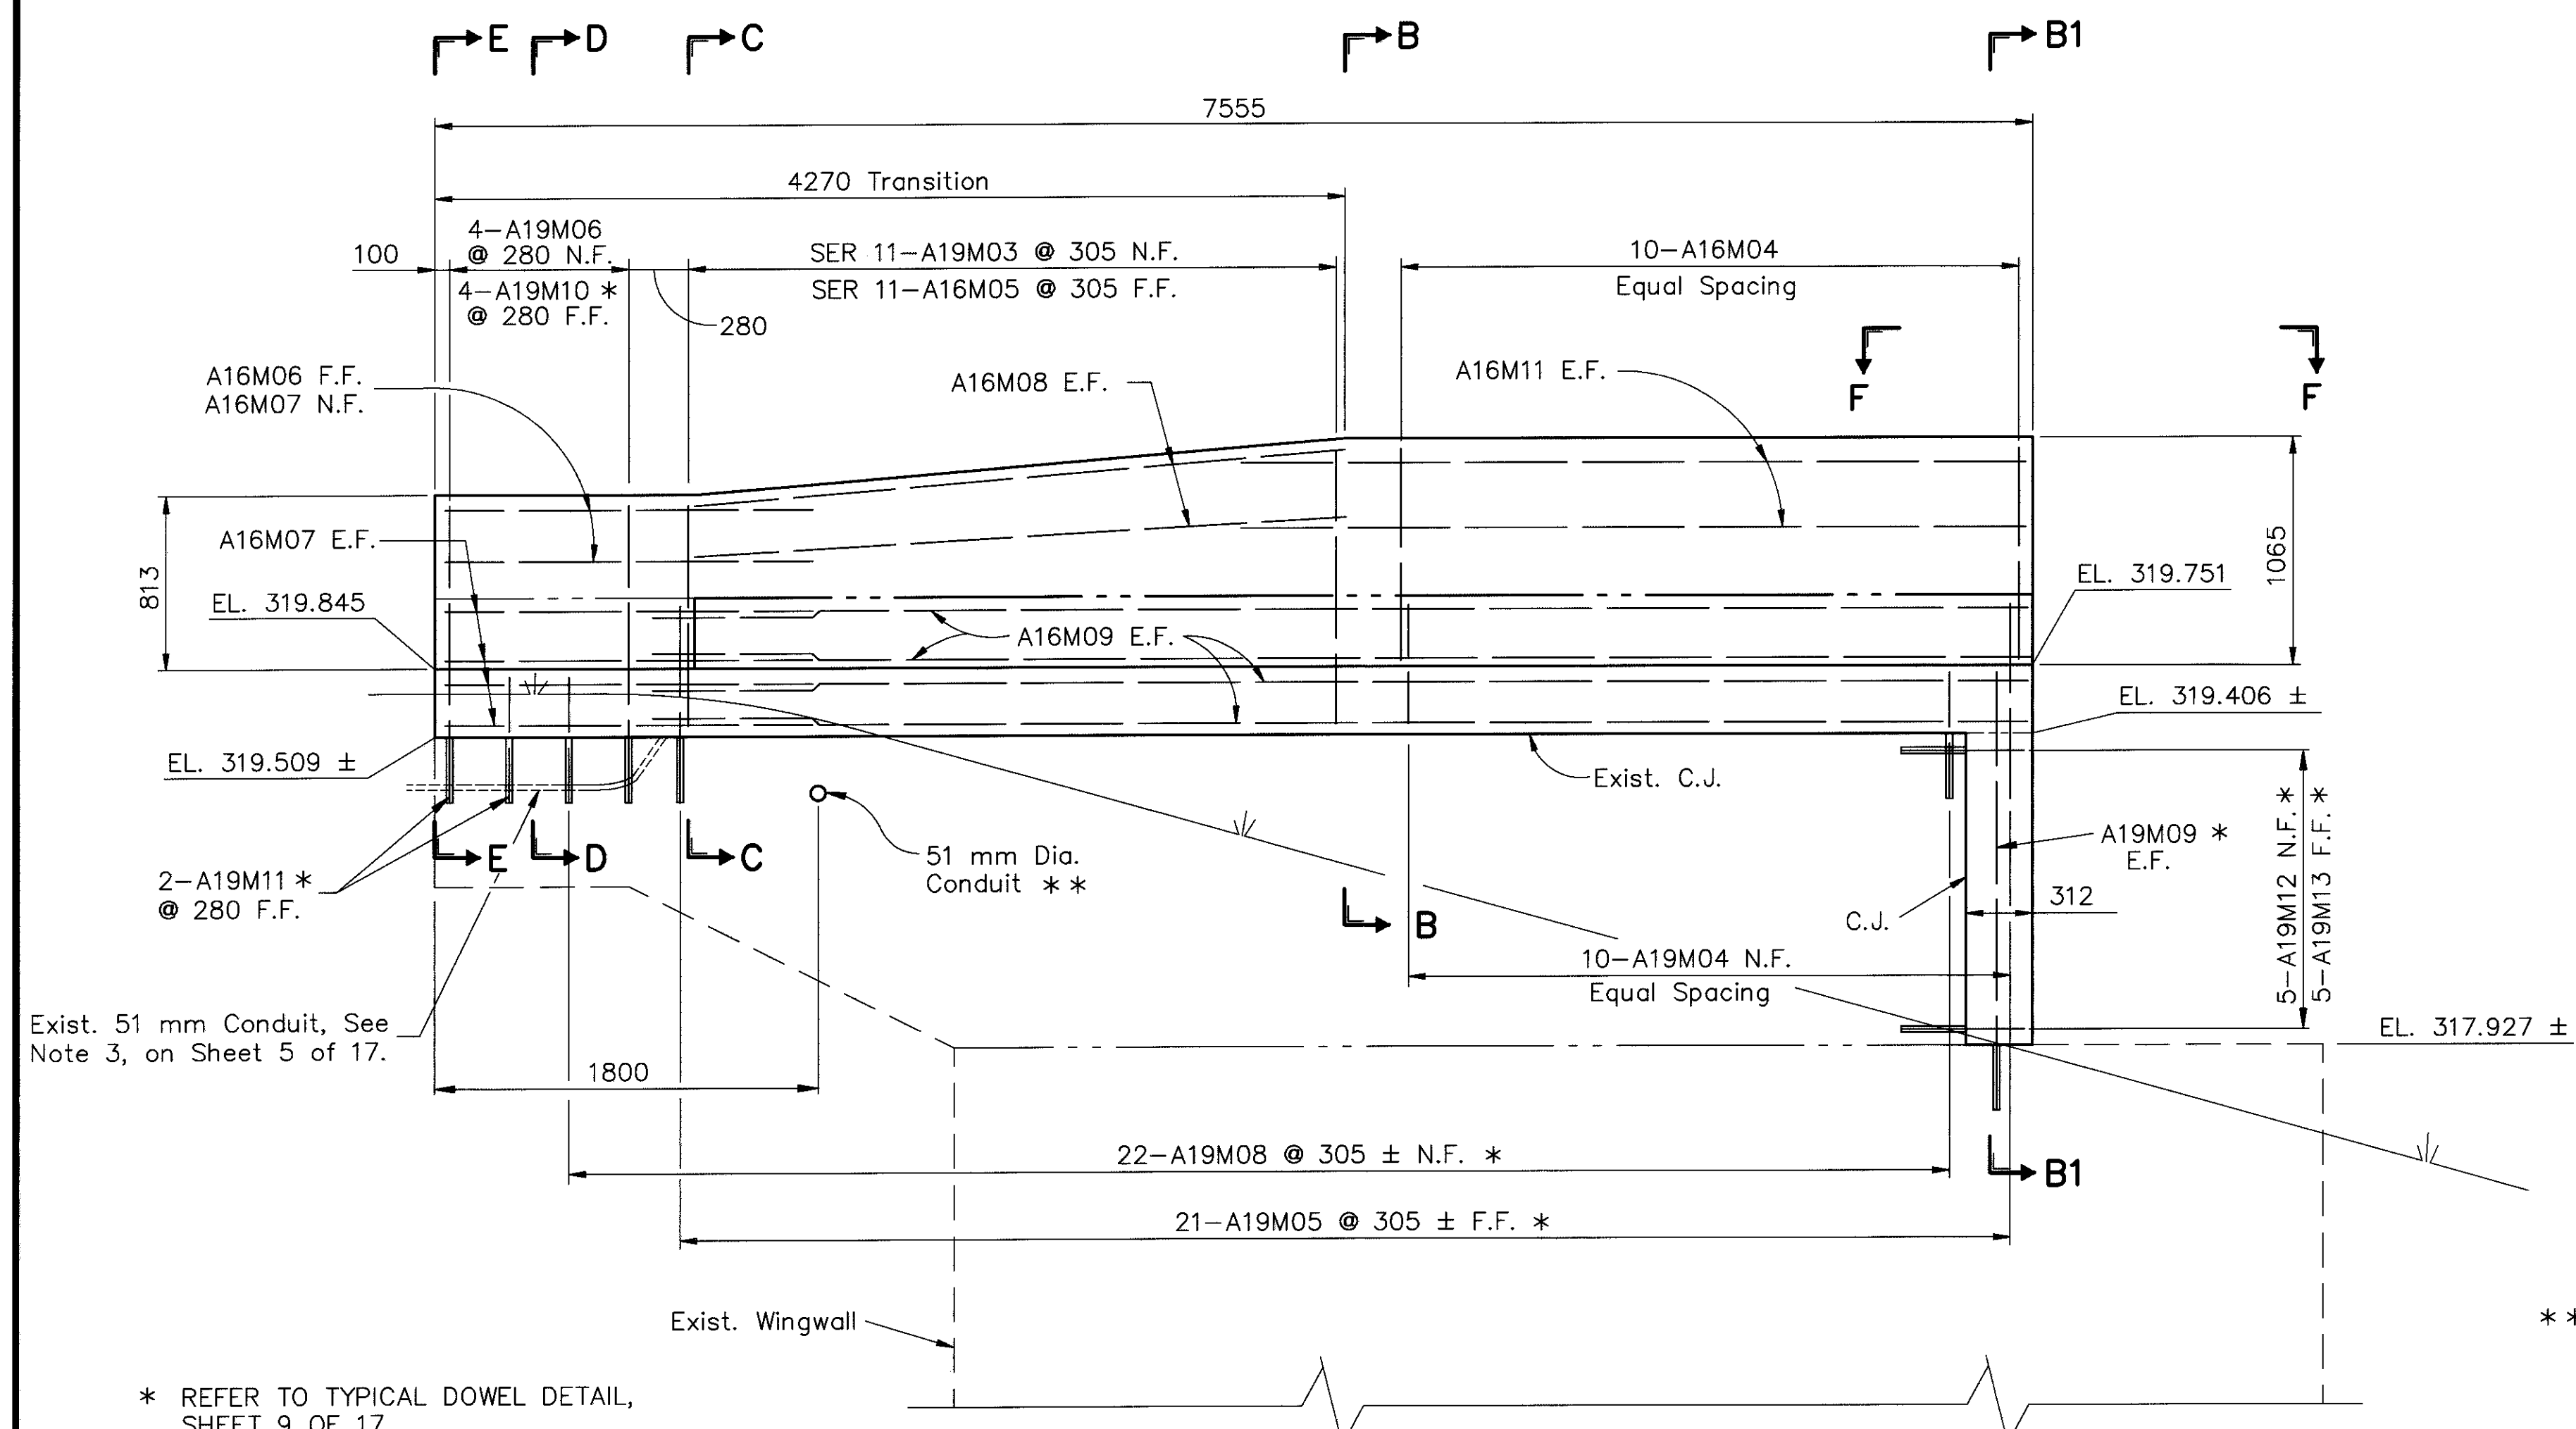 E
D
C
B
B1
7555
4270 Transition
4-A19M06
@ 280 N.F.
100
4-A19M10 *
@ 280 F.F.
SER 11-A19M03 @ 305 N.F.
SER 11-A16M05 @ 305 F.F.
280
10-A16M04
Equal Spacing
A16M06 F.F.
A16M07 N.F.
A16M08 E.F.
A16M11 E.F.
F
F
A16M07 E.F.
813
EL. 319.845
A16M09 E.F.
1065
EL. 319.751
EL. 319.406 ±
EL. 319.509 ±
Exist. C.J.
E
D
C
51 mm Dia.
Conduit * *
2-A19M11 *
@ 280 F.F.
B
C.J.
A19M09 *
E.F.
312
5-A19M12 N.F. *
5-A19M13 F.F. *
10-A19M04 N.F.
Equal Spacing
Exist. 51 mm Conduit, See
Note 3, on Sheet 5 of 17.
EL. 317.927 ±
1800
22-A19M08 @ 305 ± N.F. *
B1
21-A19M05 @ 305 ± F.F. *
Exist. Wingwall
* *
* REFER TO TYPICAL DOWEL DETAIL,
SHEET 9 OF 17